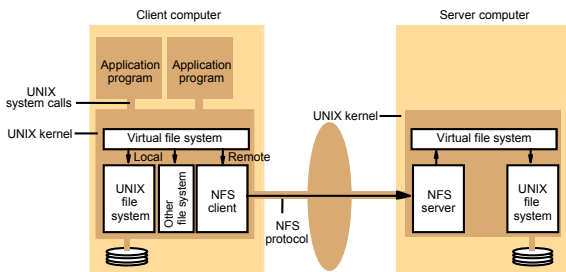 Client computer
Server computer
Application
program
Application
program
UNIX
system calls
UNIX kernel
UNIX kernel
Virtual file system
Virtual file system
Local
Remote
UNIX
file
system
Other
file system
NFS
client
NFS
protocol
NFS
server
UNIX
file
system